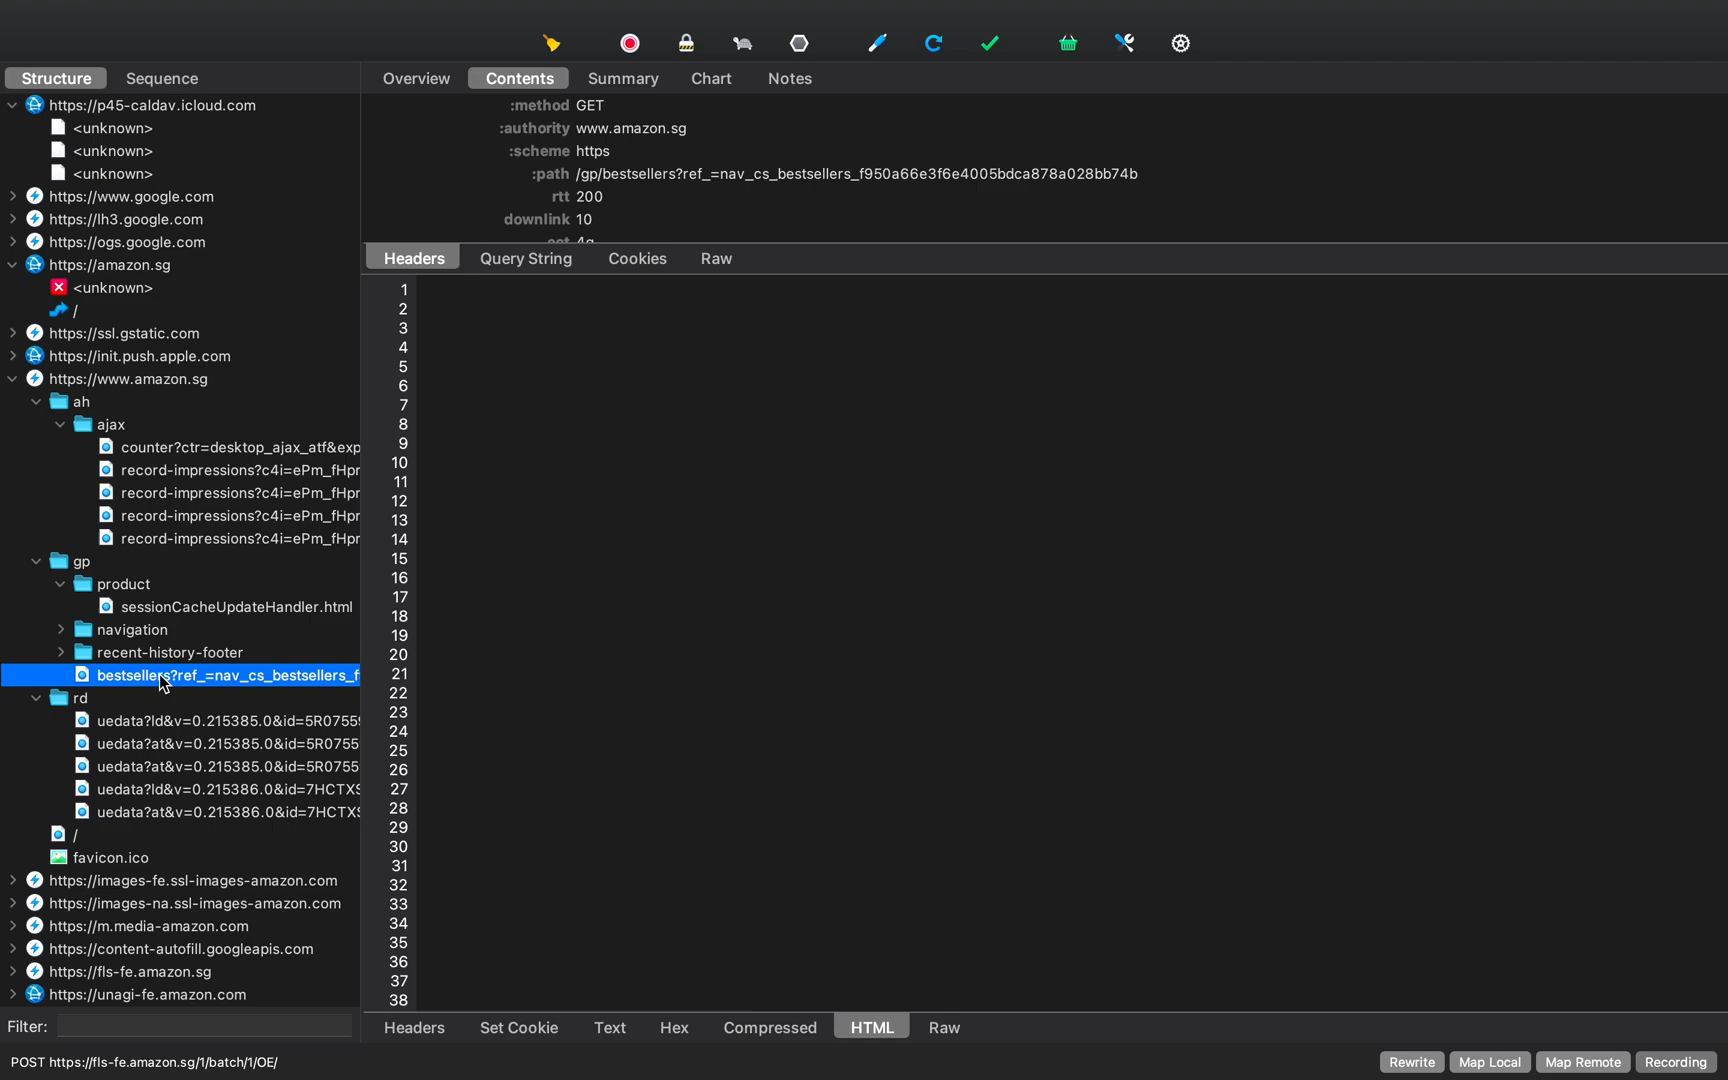 Structure Sequence
Overview Contents Summary Chart Notes
https://p45-caldav.icloud.com
<unknown>
<unknown>
<unknown>
https://www.google.com
https://lh3.google.com
https://ogs.google.com
https://amazon.sg
<unknown>
/
https://ssl.gstatic.com
https://init.push.apple.com
https://www.amazon.sg
ah
ajax
counter?ctr=desktop_ajax_atf&exp
record-impressions?c4i=ePm_fHpr
record-impressions?c4i=ePm_fHpr
record-impressions?c4i=ePm_fHpr
record-impressions?c4i=ePm_fHpr
gp
product
sessionCacheUpdateHandler.html
navigation
recent-history-footer
bestsellers?ref_=nav_cs_bestsellers_f
rd
uedata?ld&v=0.215385.0&id=5R0755
uedata?at&v=0.215385.0&id=5R0755
uedata?at&v=0.215385.0&id=5R0755
uedata?ld&v=0.215386.0&id=7HCTXS
uedata?at&v=0.215386.0&id=7HCTXS
/
favicon.ico
https://images-fe.ssl-images-amazon.com
https://images-na.ssl-images-amazon.com
https://m.media-amazon.com
https://content-autofill.googleapis.com
https://fls-fe.amazon.sg
https://unagi-fe.amazon.com
Filter:
:method GET
:authority www.amazon.sg
:scheme https
:path /gp/bestsellers?ref_=nav_cs_bestsellers_f950a66e3f6e4005bdca878a028bb74b
rtt 200
downlink 10
ect 4g
Headers Query String Cookies Raw
1
2
3
4
5
6
7
8
9
10
11
12
13
14
15
16
17
18
19
20
21
22
23
24
25
26
27
28
29
30
31
32
33
34
35
36
37
38
Headers Set Cookie Text Hex Compressed HTML Raw
POST https://fls-fe.amazon.sg/1/batch/1/OE/
Rewrite Map Local Map Remote Recording